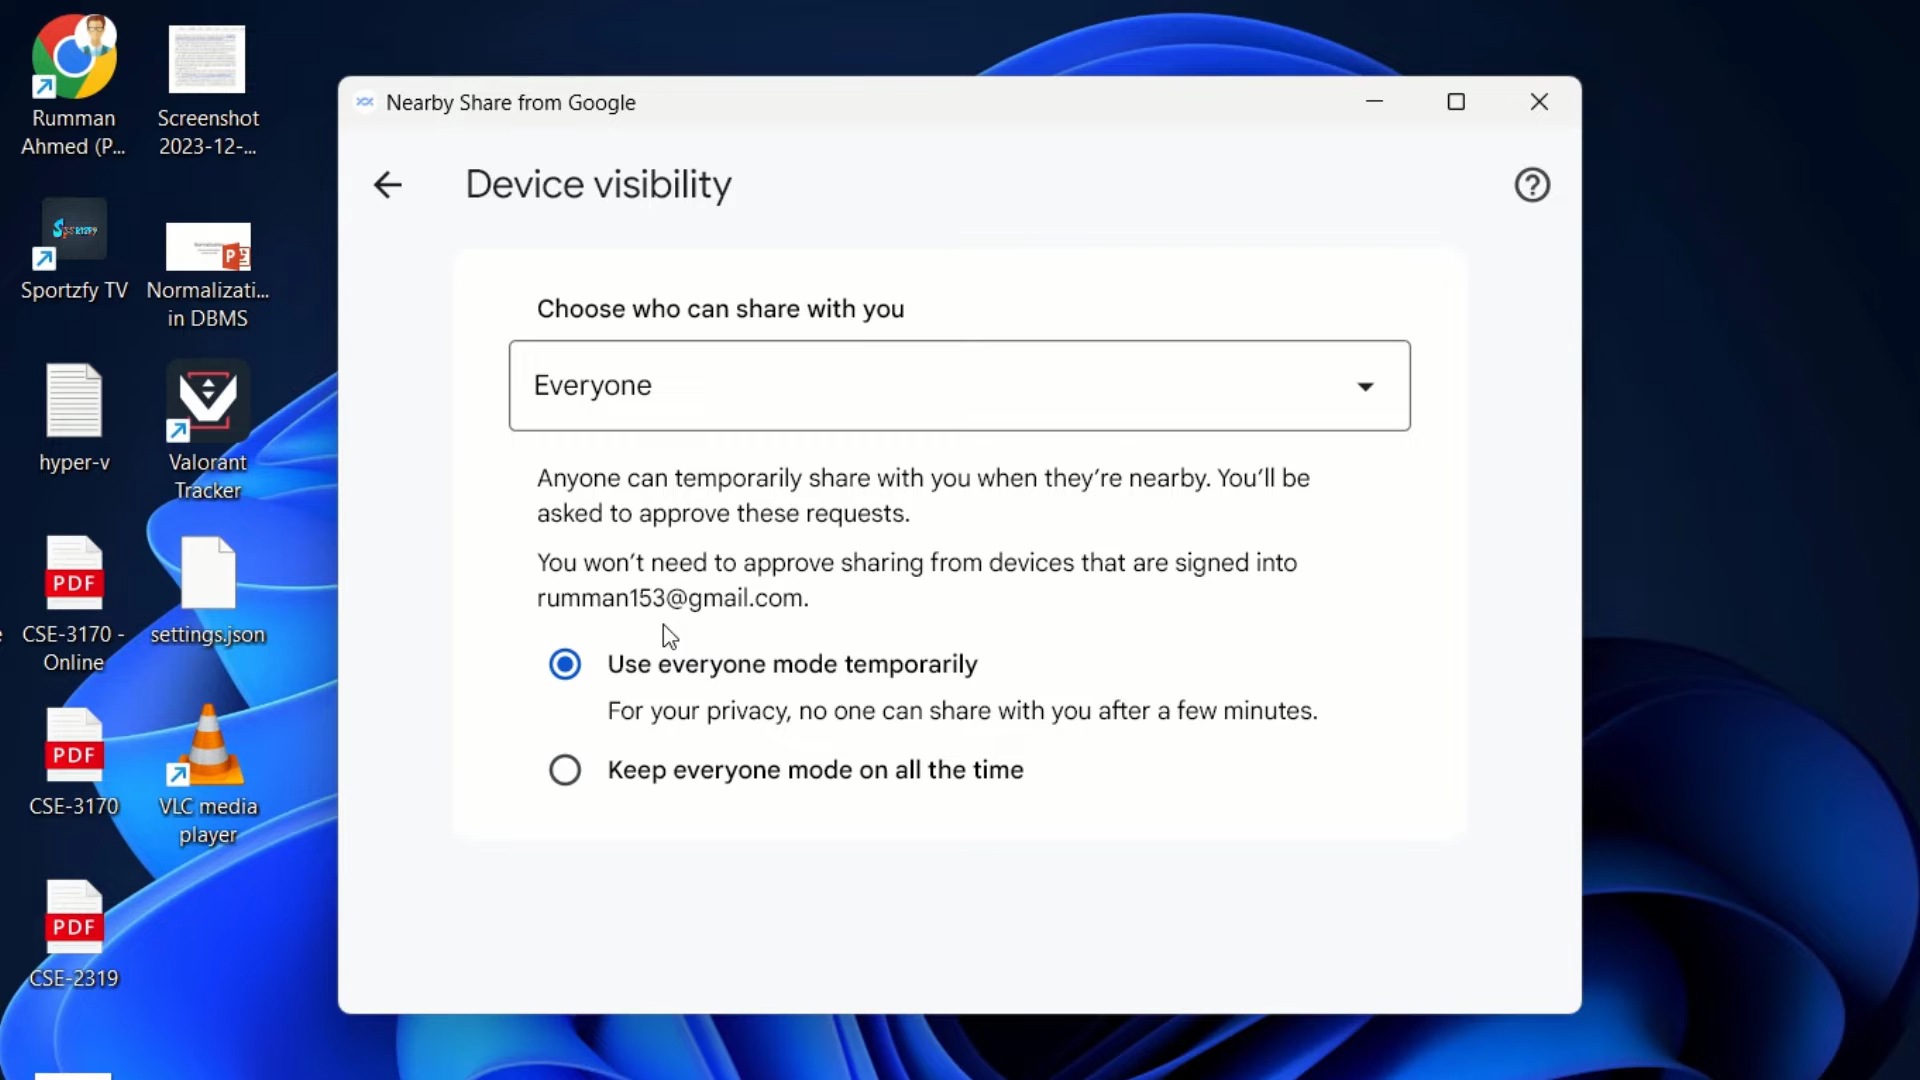 Rumman
Ahmed (P...
Screenshot
2023-12-...
Sportzfy TV
Normalizati...
in DBMS
hyper-v
Valorant
Tracker
PDF
CSE-3170 -
Online
settings.json
PDF
CSE-3170
VLC media
player
PDF
CSE-2319
Nearby Share from Google
Device visibility
Choose who can share with you
Everyone
Anyone can temporarily share with you when they’re nearby. You’ll be
asked to approve these requests.
You won’t need to approve sharing from devices that are signed into
rumman153@gmail.com.
Use everyone mode temporarily
For your privacy, no one can share with you after a few minutes.
Keep everyone mode on all the time